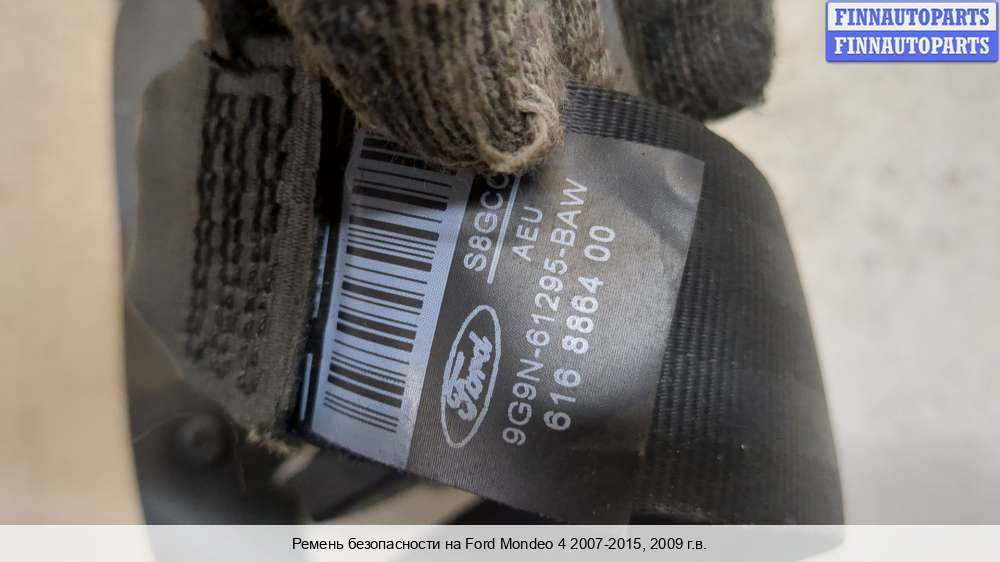 FINNAUTOPARTS
FINNAUTOPARTS
AEU
9G9N-61295-BAW
616 8864 00
Ford
Ремень безопасности на Ford Mondeo 4 2007-2015, 2009 г.в.